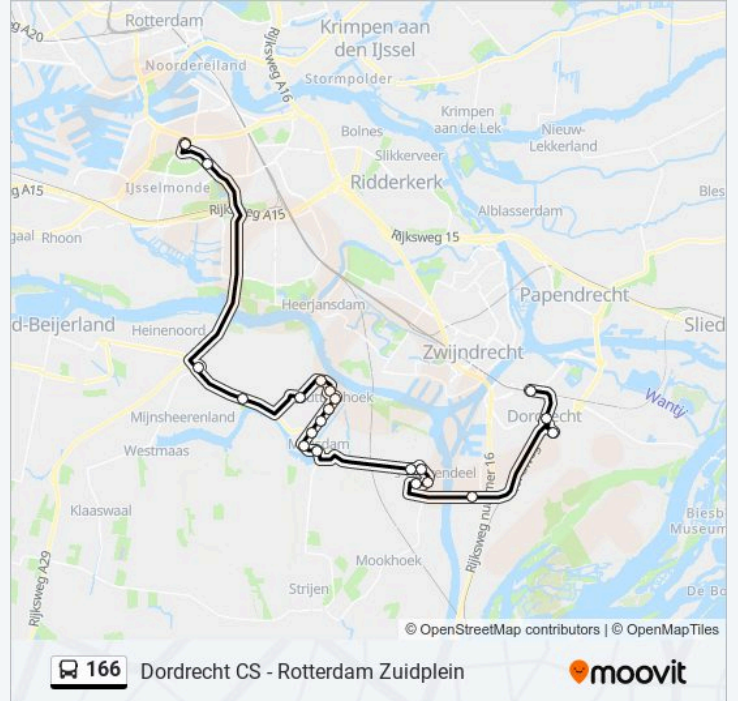 Rotterdam
Krimpen aan
den IJssel
g A20
Rijksweg A16
Noordereiland
Stormpolder
Krimpen
aan de Lek
Bolnes
Nieuw-
Lekkerland
Slikkerveer
Ridderkerk
IJsselmonde
gA15
Rijksweg A15
Bles
Alblasserdam
gaal
Rhoon
Rijksweg 15
Papendrecht
Heerjansdam
d-Beijerland
Heinenoord
Slied
Zwijndrecht
Wantij
Mijnsheerenland
Dordrecht
Westmaas
Klaaswaal
Biesb
Museum
Mookhoek
Rijksweg A29
Strijen
De Bo
© OpenStreetMap contributors | © OpenMapTiles
166
Dordrecht CS - Rotterdam Zuidplein
moovit